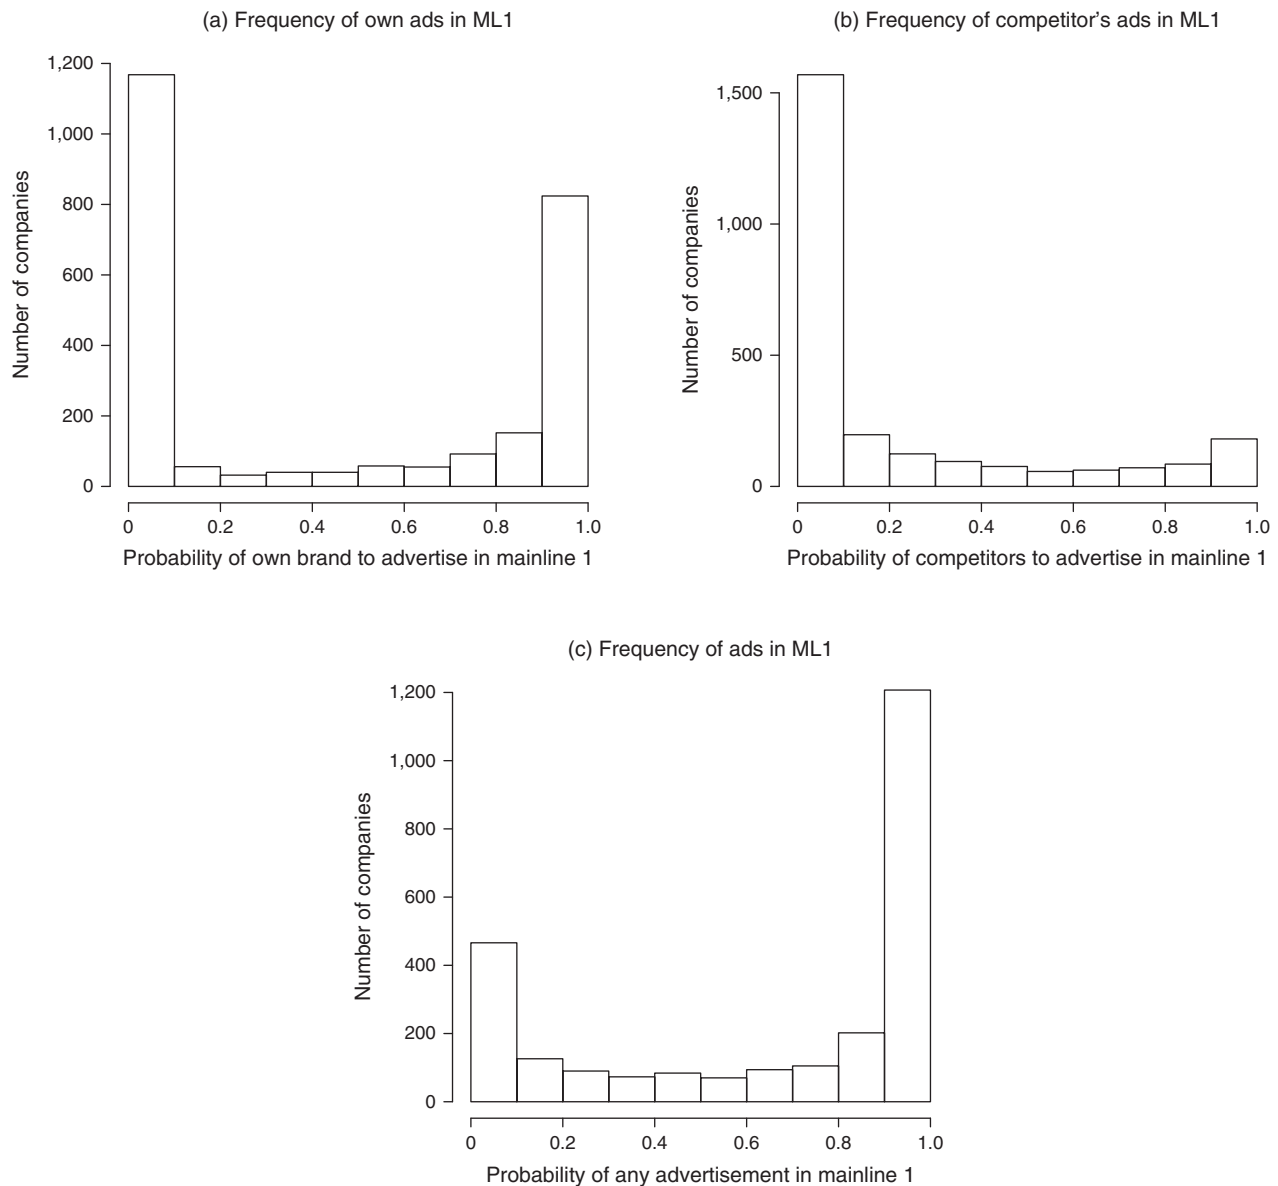 (a) Frequency of own ads in ML1
Number of companies
1,200
1,000
800
600
400
200
0
0 0.2 0.4 0.6 0.8 1.0
Probability of own brand to advertise in mainline 1
(b) Frequency of competitor’s ads in ML1
Number of companies
1,500
1,000
500
0
0 0.2 0.4 0.6 0.8 1.0
Probability of competitors to advertise in mainline 1
(c) Frequency of ads in ML1
Number of companies
1,200
1,000
800
600
400
200
0
0 0.2 0.4 0.6 0.8 1.0
Probability of any advertisement in mainline 1